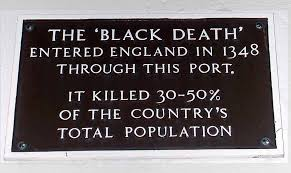 THE 'BLACK DEATH'
ENTERED ENGLAND IN 1348
THROUGH THIS PORT.
IT KILLED 30-50%
OF THE COUNTRY'S
TOTAL POPULATION